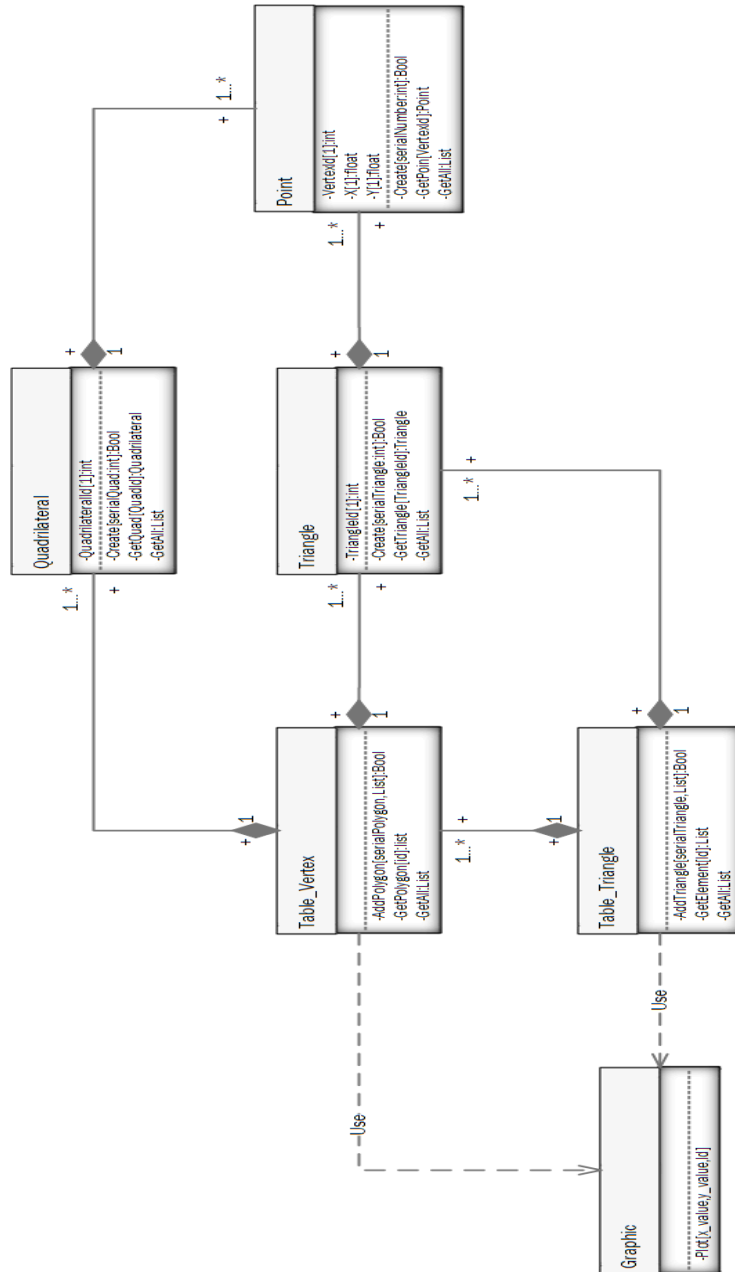 Quadrilateral
-QuadrilateralId[1]:int
-Create[serialQuad:int]:Bool
-GetQuad[QuadId]:Quadrilateral
-GetAll:List
1...*
+
+
1
+
1...*
Point
-VertexId[1]:int
-X[1]:float
-Y[1]:float
-Create[serialNumber:int]:Bool
-GetPoin[VertexId]:Point
-GetAll:List
1...*
+
+
1
Triangle
-TriangleId[1]:int
-Create[serialTriangle:int]:Bool
-GetTriangle[TriangleId]:Triangle
-GetAll:List
1...*
+
1...*
+
+
1
+
1
Table_Vertex
-AddPolygon[serialPolygon,List]:Bool
-GetPolygon[id]:list
-GetAll:List
1...*
+
+
1
+
1
Table_Triangle
-AddTriangle[serialTriangle,List]:Bool
-GetElement[Id]:List
-GetAll:List
Use
Use
Graphic
-Plot[x_value,y_value,Id]